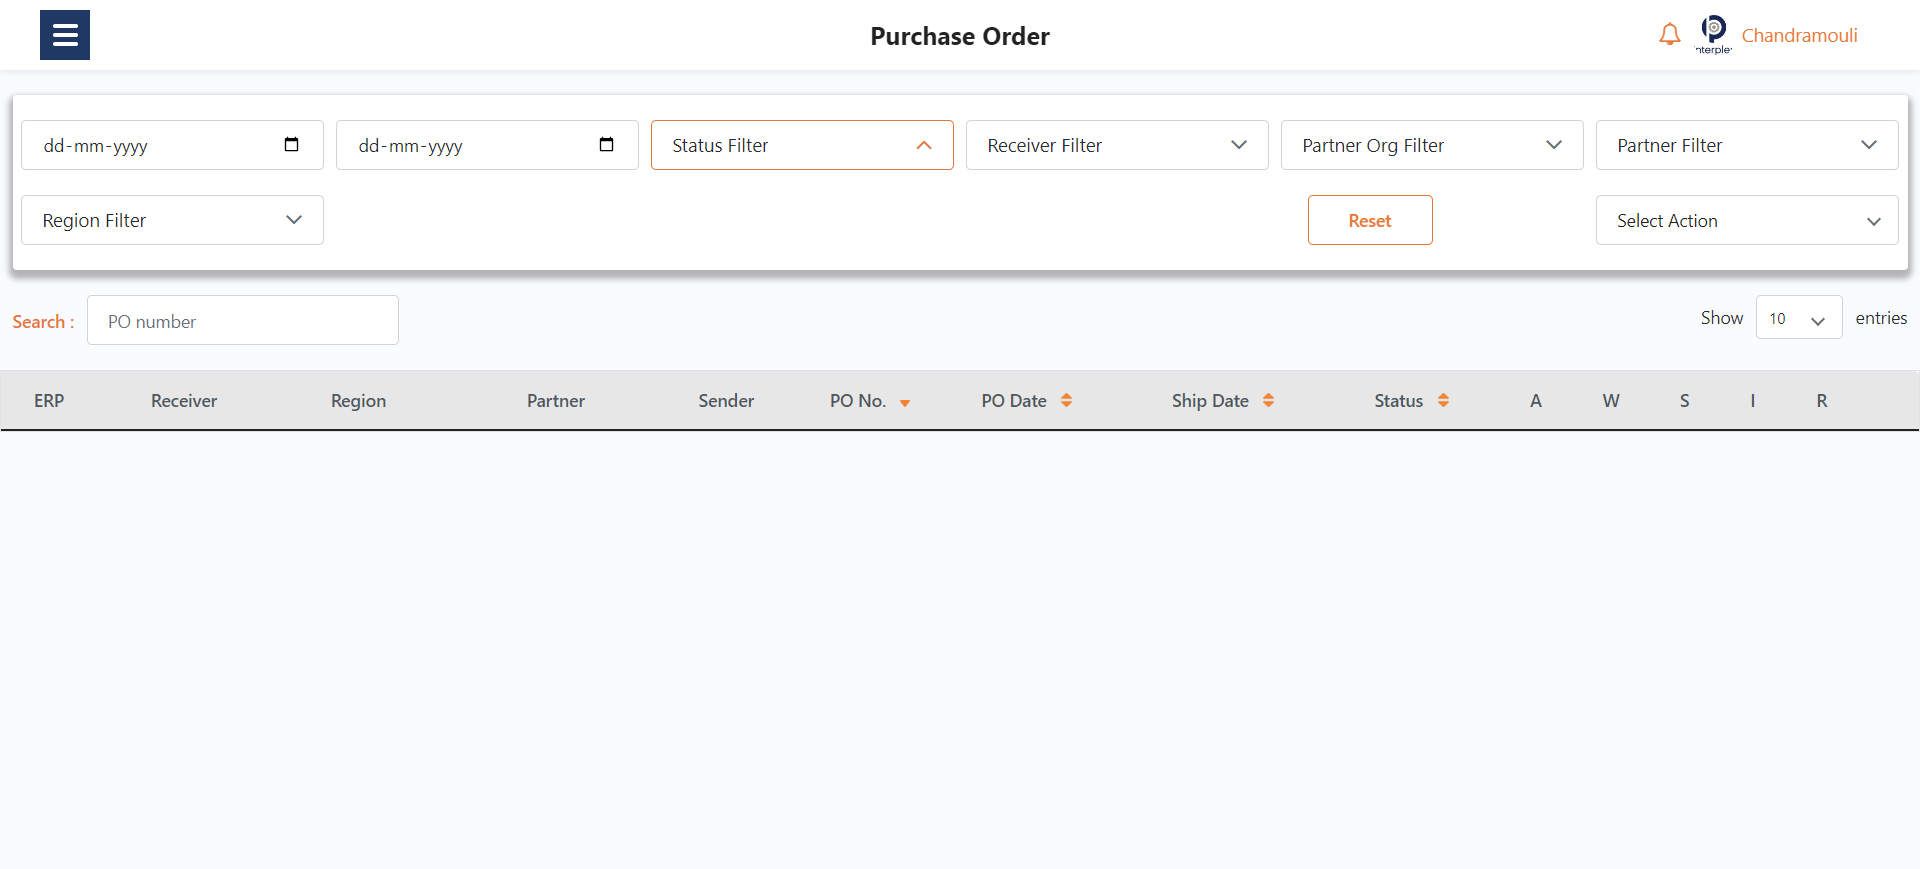 Purchase Order
Chandramouli
dd-mm-yyyy
dd-mm-yyyy
Status Filter
Receiver Filter
Partner Org Filter
Partner Filter
Region Filter
Reset
Select Action
Search :
PO number
Show 10 entries
ERP Receiver Region Partner Sender PO No. PO Date Ship Date Status A W S I R